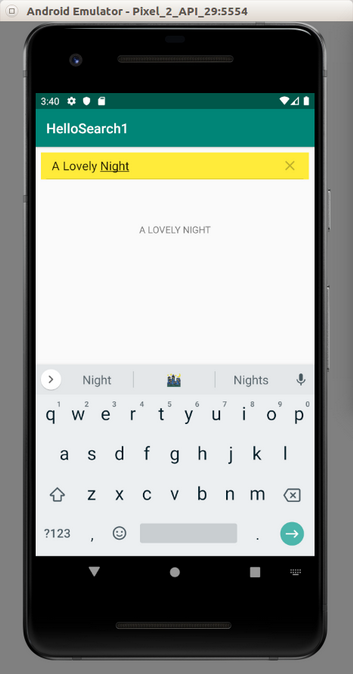 Android Emulator - Pixel_2_API_29:5554
3:40
HelloSearch1
A Lovely Night
A LOVELY NIGHT
Night Nights
1 2 3 4 5 6 7 8 9 0
q w e r t y u i o p
a s d f g h j k l
z x c v b n m
?123 , .